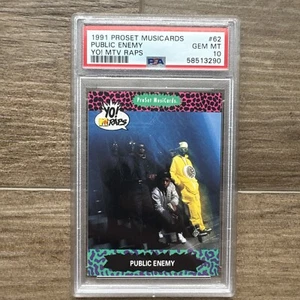 1991 PROSET MUSICARDS #62
PUBLIC ENEMY GEM MT
YO! MTV RAPS 10
PSA 58513290
ProSet MusiCards
YO!
MTV RAPS
PUBLIC ENEMY